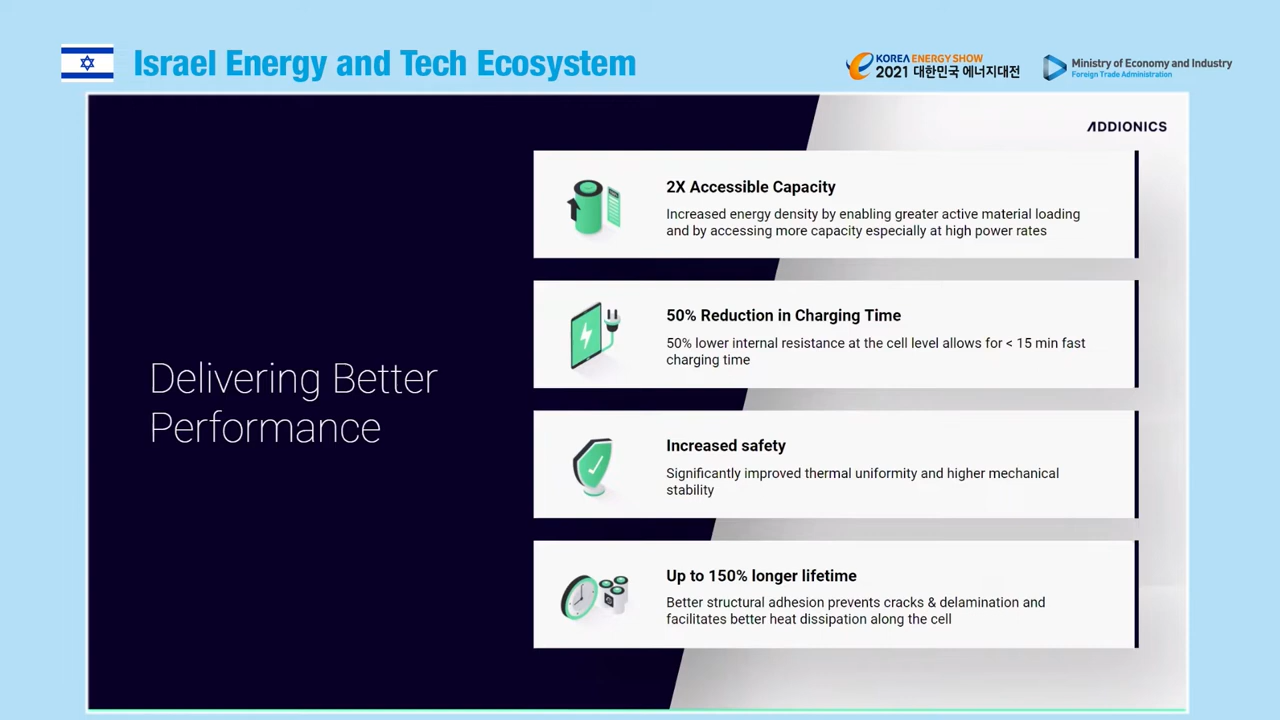 Israel Energy and Tech Ecosystem
KOREA ENERGY SHOW
2021 대한민국 에너지대전
Ministry of Economy and Industry
Foreign Trade Administration
ADDIONICS
Delivering Better
Performance
2X Accessible Capacity
Increased energy density by enabling greater active material loading
and by accessing more capacity especially at high power rates
50% Reduction in Charging Time
50% lower internal resistance at the cell level allows for < 15 min fast
charging time
Increased safety
Significantly improved thermal uniformity and higher mechanical
stability
Up to 150% longer lifetime
Better structural adhesion prevents cracks & delamination and
facilitates better heat dissipation along the cell